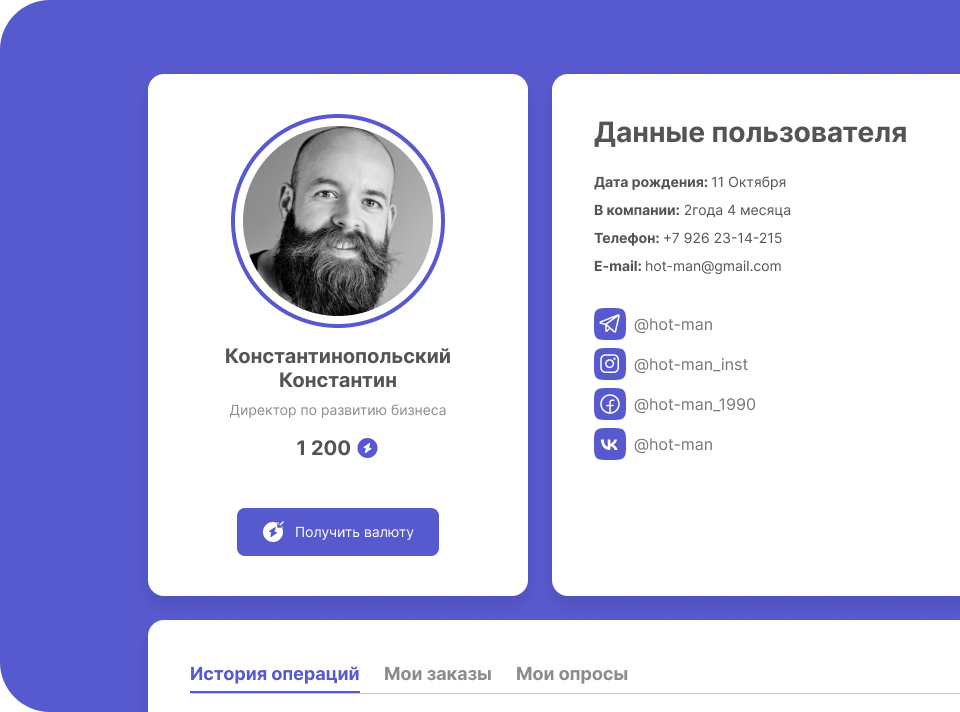 Константинопольский
Константин
Директор по развитию бизнеса
1 200
Получить валюту
Данные пользователя
Дата рождения: 11 Октября
В компании: 2года 4 месяца
Телефон: +7 926 23-14-215
E-mail: hot-man@gmail.com
@hot-man
@hot-man_inst
@hot-man_1990
@hot-man
История операций Мои заказы Мои опросы